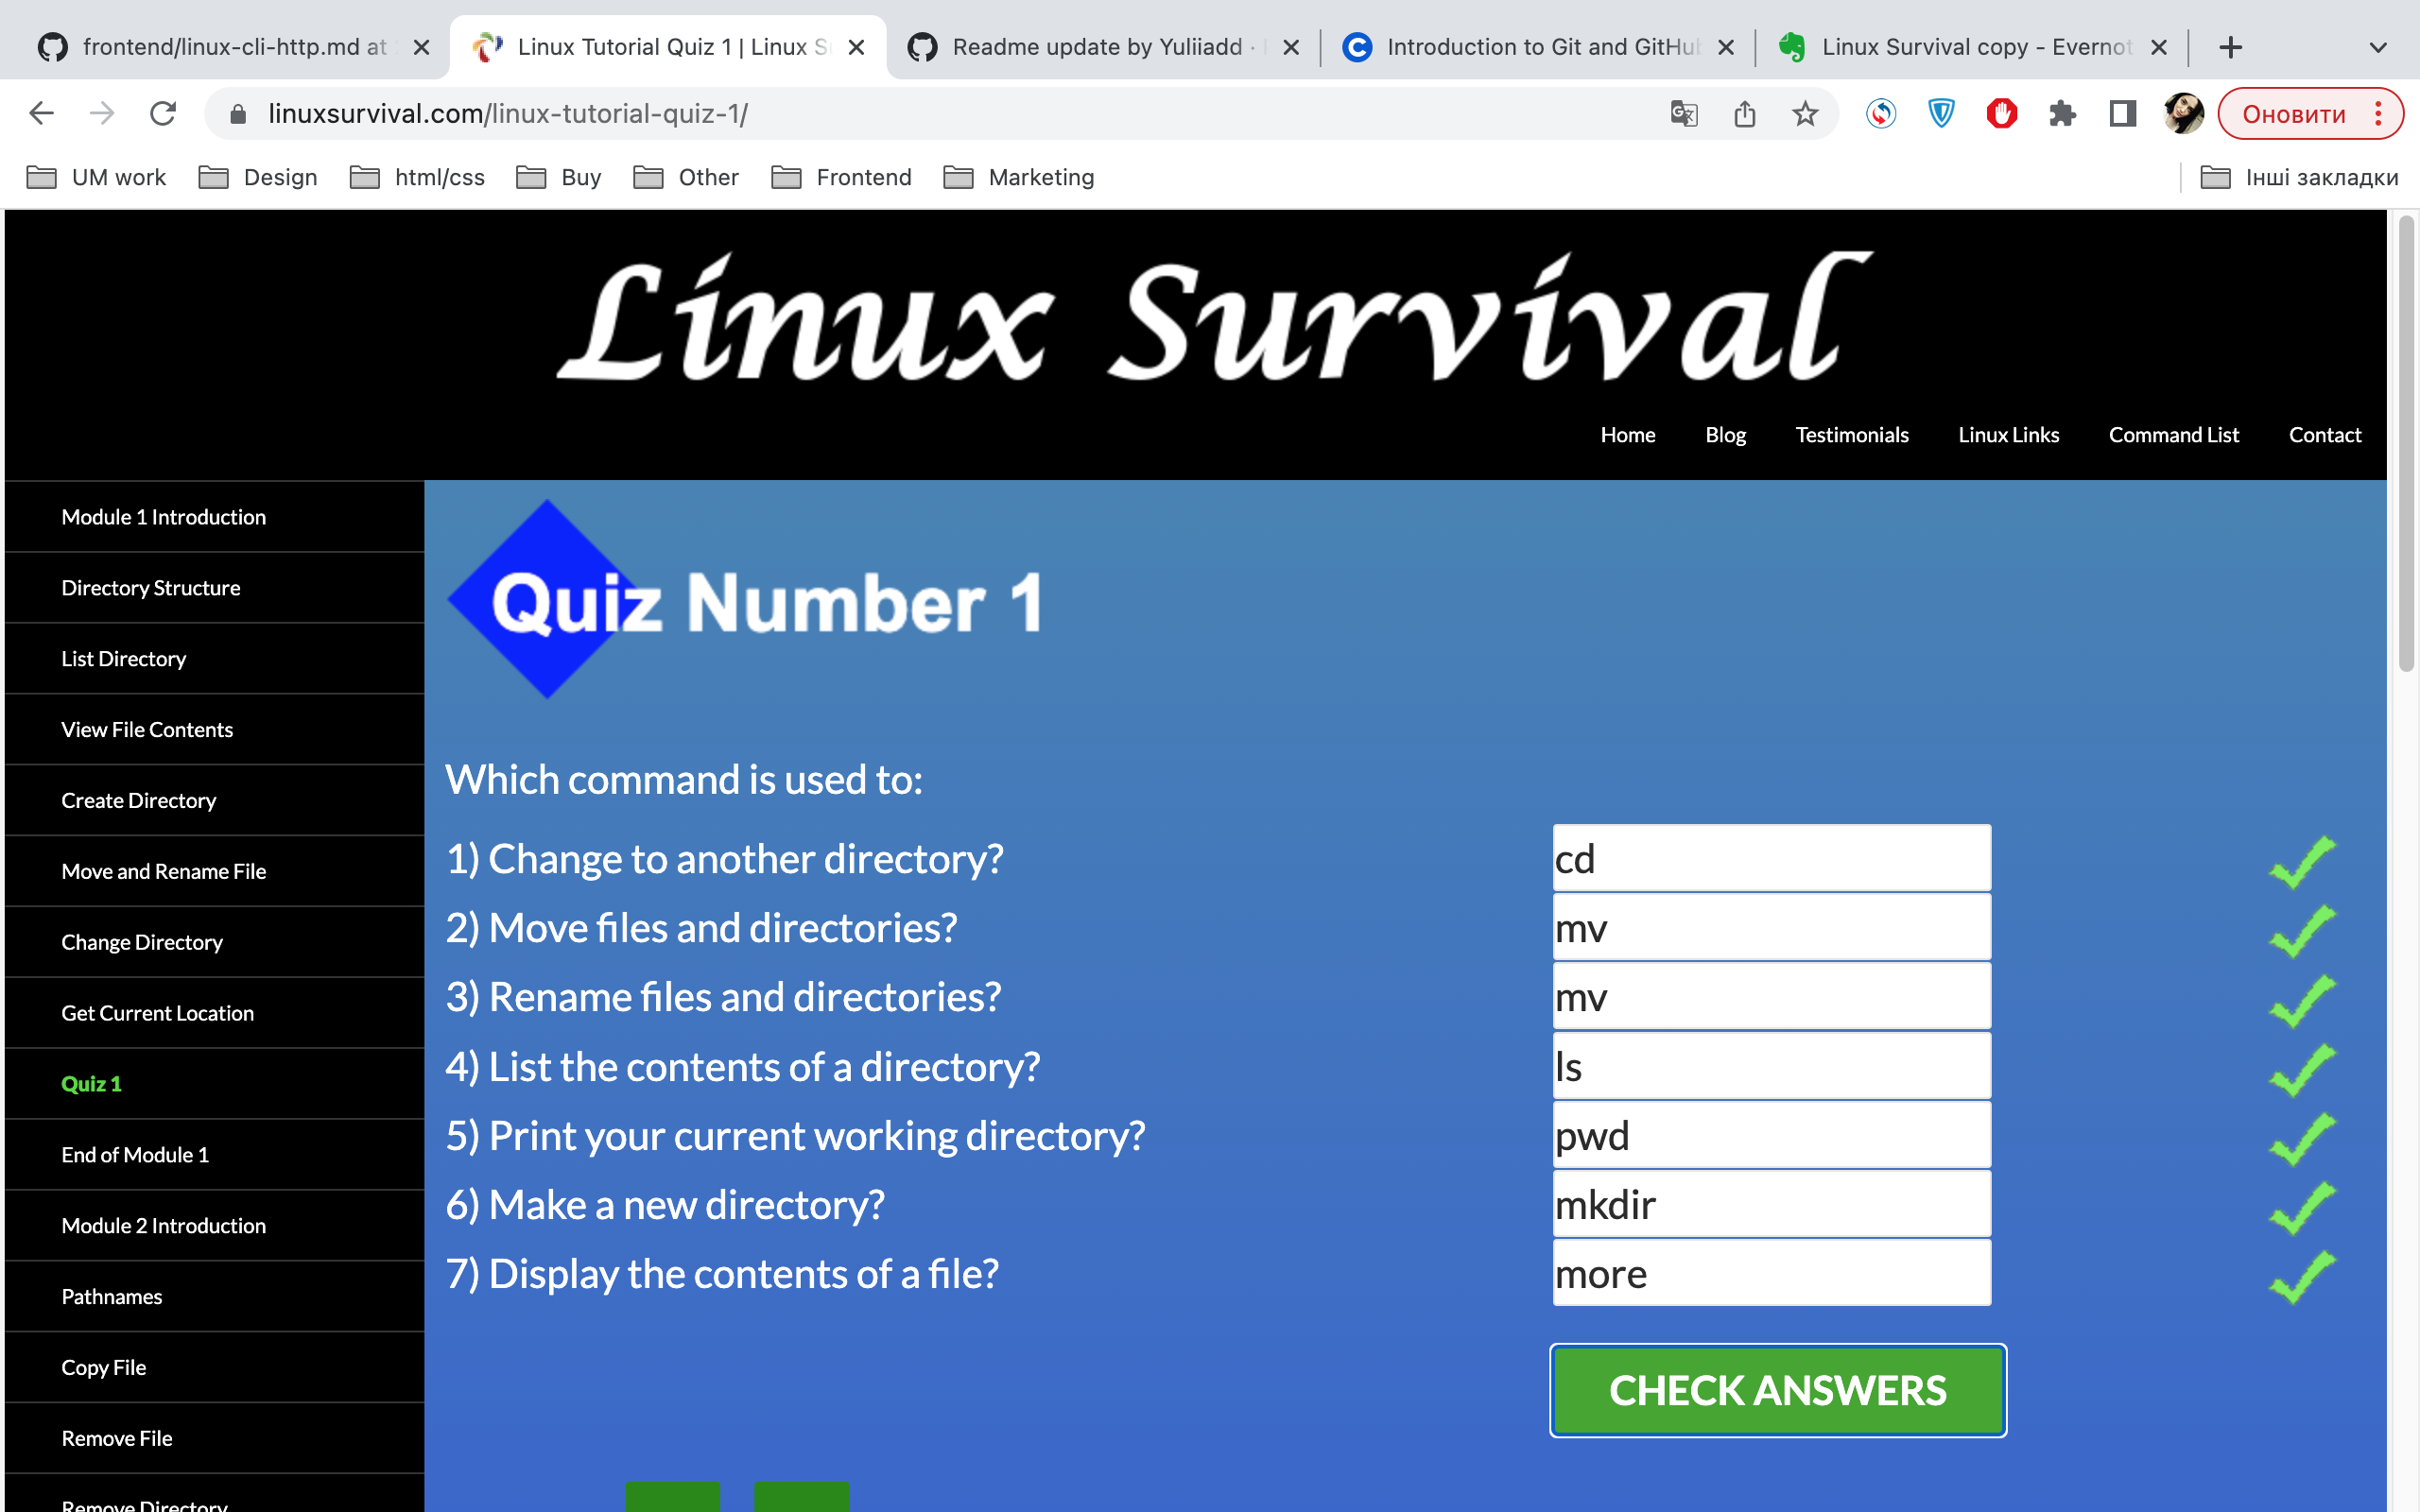 frontend/linux-cli-http.md at
Linux Tutorial Quiz 1 | Linux S
Readme update by Yuliiadd ·
Introduction to Git and GitHub
Linux Survival copy - Evernot
linuxsurvival.com/linux-tutorial-quiz-1/
Оновити
UM work
Design
html/css
Buy
Other
Frontend
Marketing
Інші закладки
Linux Survival
Home
Blog
Testimonials
Linux Links
Command List
Contact
Module 1 Introduction
Directory Structure
List Directory
View File Contents
Create Directory
Move and Rename File
Change Directory
Get Current Location
Quiz 1
End of Module 1
Module 2 Introduction
Pathnames
Copy File
Remove File
Remove Directory
Quiz Number 1
Which command is used to:
1) Change to another directory? cd
2) Move files and directories? mv
3) Rename files and directories? mv
4) List the contents of a directory? ls
5) Print your current working directory? pwd
6) Make a new directory? mkdir
7) Display the contents of a file? more
CHECK ANSWERS